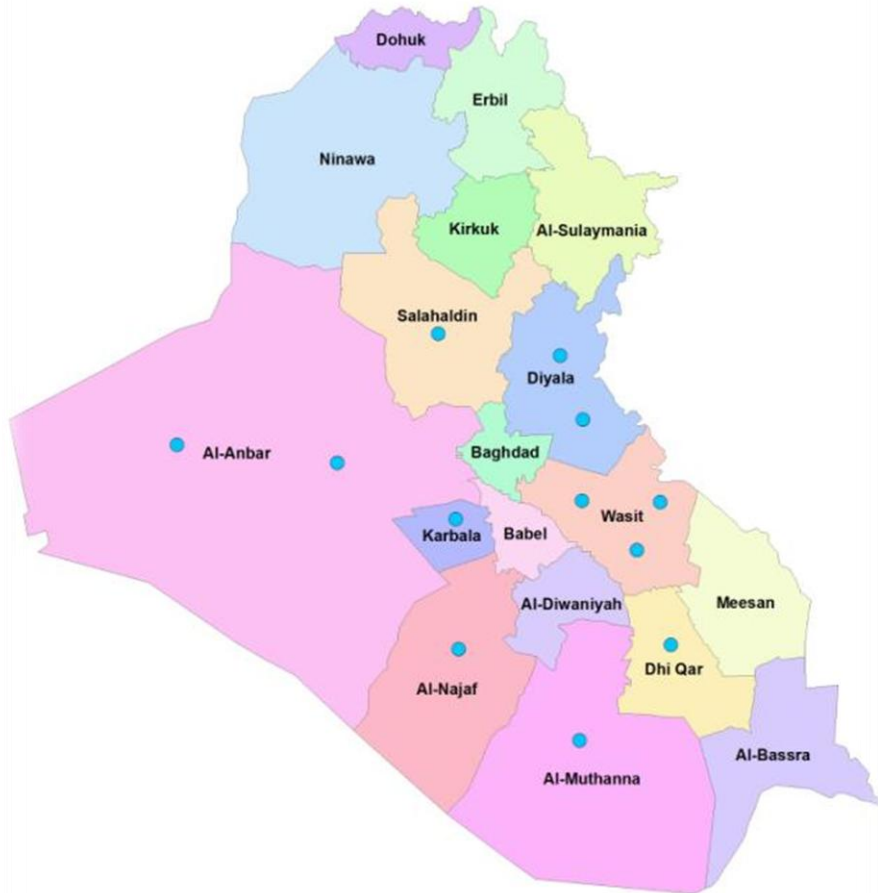 Dohuk
Erbil
Ninawa
Kirkuk
Al-Sulaymania
Salahaldin
Diyala
Al-Anbar
Baghdad
Wasit
Karbala
Babel
Al-Diwaniyah
Meesan
Dhi Qar
Al-Najaf
Al-Bassra
Al-Muthanna